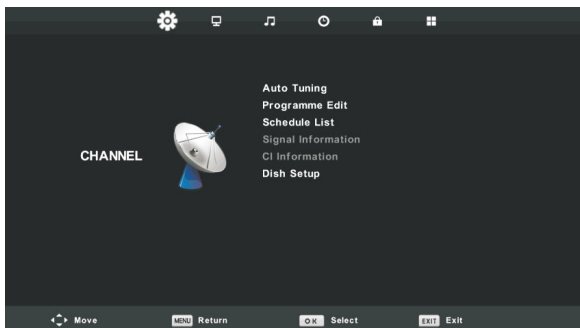 Auto Tuning
Programme Edit
Schedule List
Signal Information
CHANNEL
CI Information
Dish Setup
Move MENU Return OK Select EXIT Exit